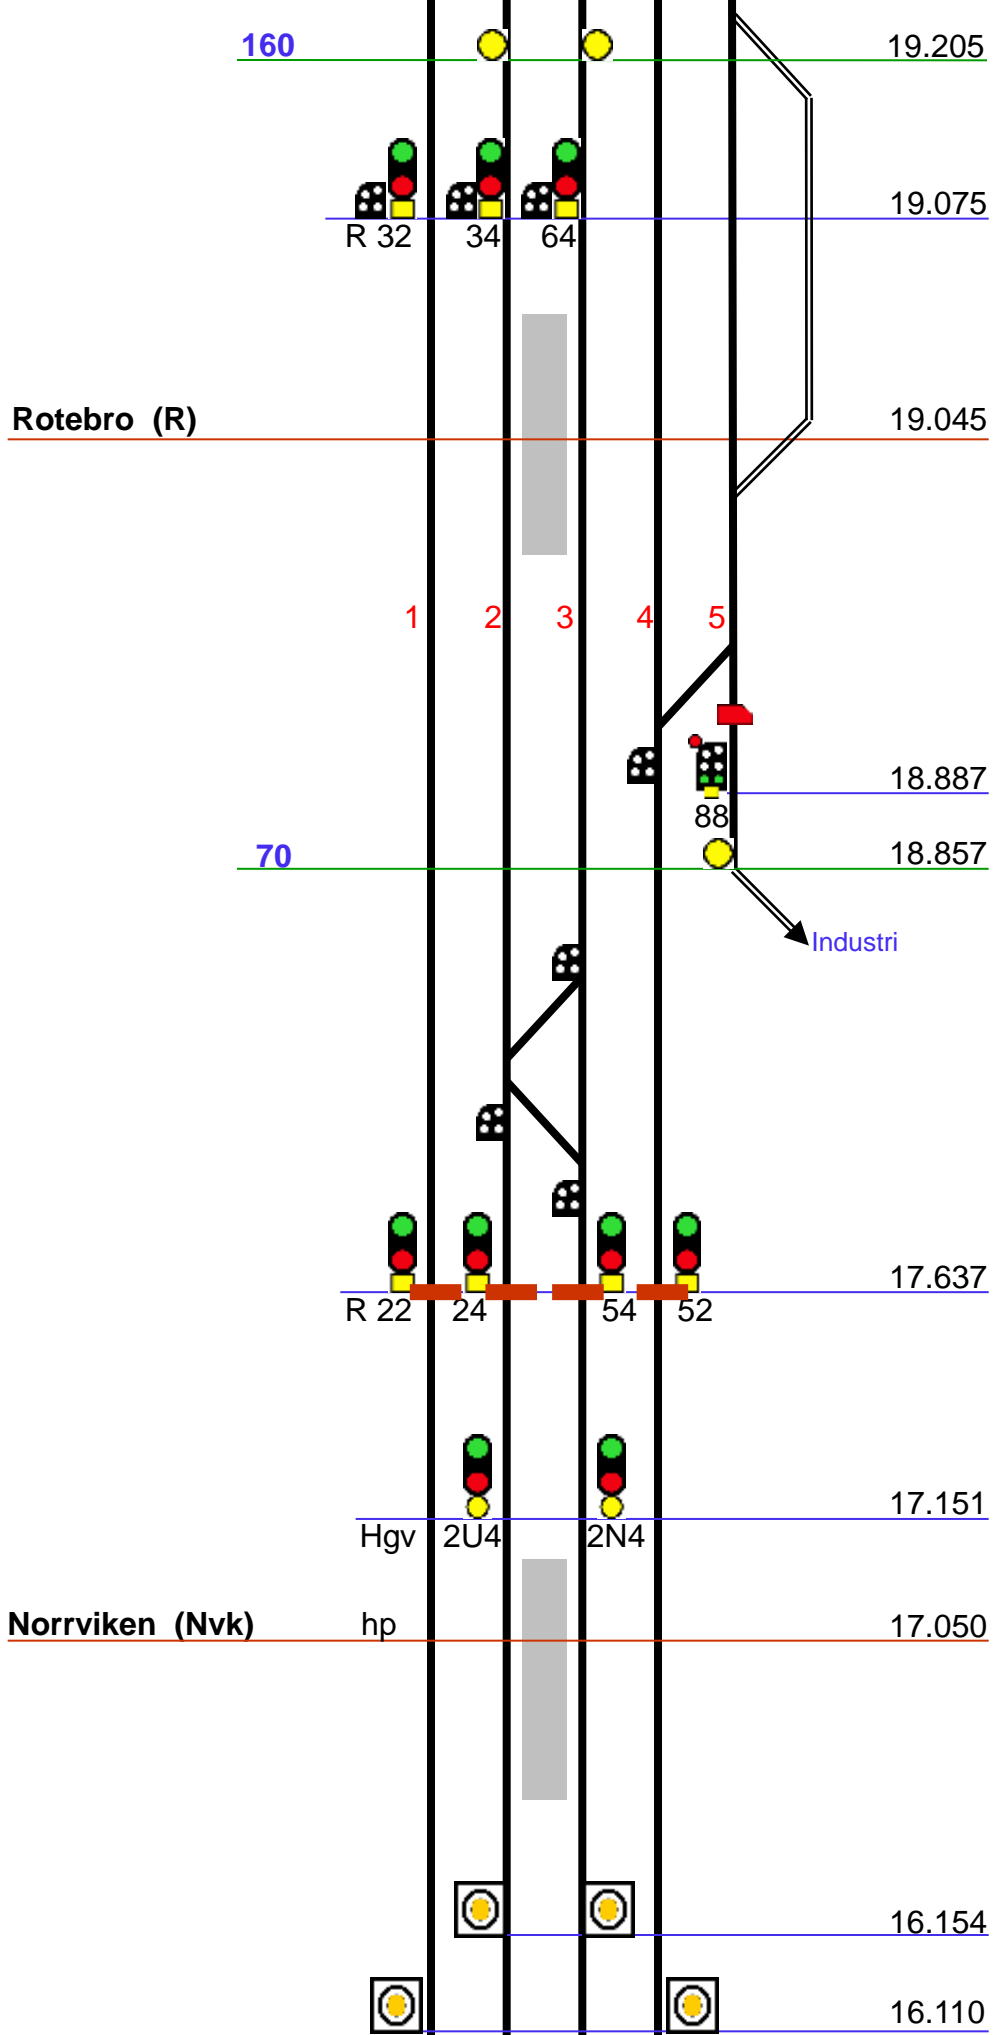 160 19.205
19.075
R 32 34 64
Rotebro (R) 19.045
1 2 3 4 5
18.887
88
70 18.857
Industri
17.637
R 22 24 54 52
17.151
Hgv 2U4 2N4
Norrviken (Nvk) hp 17.050
16.154
16.110